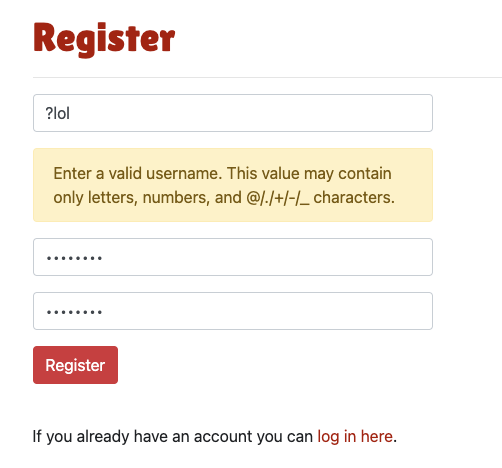 Register
?lol
Enter a valid username. This value may contain
only letters, numbers, and @/./+/-/_ characters.
••••••••
••••••••
Register
If you already have an account you can log in here.